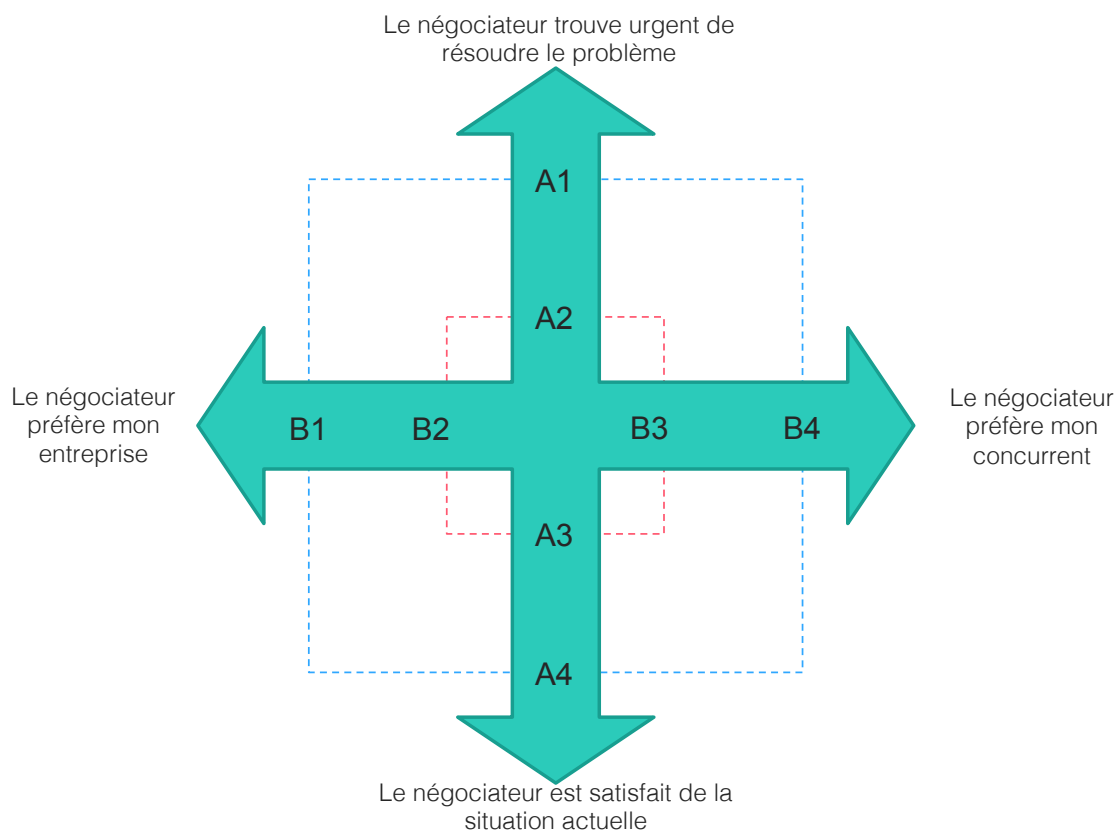 Le négociateur trouve urgent de
résoudre le problème
A1
A2
Le négociateur
préfère mon
entreprise
B1 B2 B3 B4
Le négociateur
préfère mon
concurrent
A3
A4
Le négociateur est satisfait de la
situation actuelle